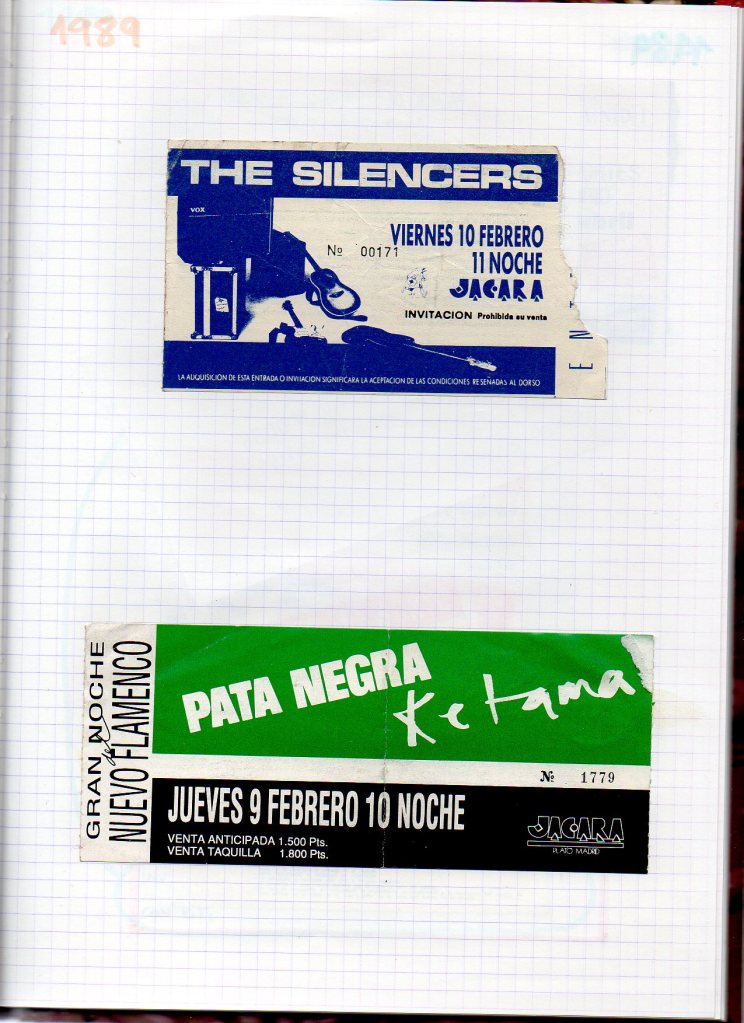 1989
THE SILENCERS
VOX
VIERNES 10 FEBRERO
Nº 00171
11 NOCHE
JACARA
INVITACION Prohibida su venta
LA ADQUISICION DE ESTA ENTRADA O INVITACION SIGNIFICARA LA ACEPTACION DE LAS CONDICIONES RESEÑADAS AL DORSO
GRAN NOCHE
del
NUEVO FLAMENCO
PATA NEGRA
Ketama
Nº 1779
JUEVES 9 FEBRERO 10 NOCHE
VENTA ANTICIPADA 1.500 Pts.
VENTA TAQUILLA 1.800 Pts.
JACARA
PLATO MADRID